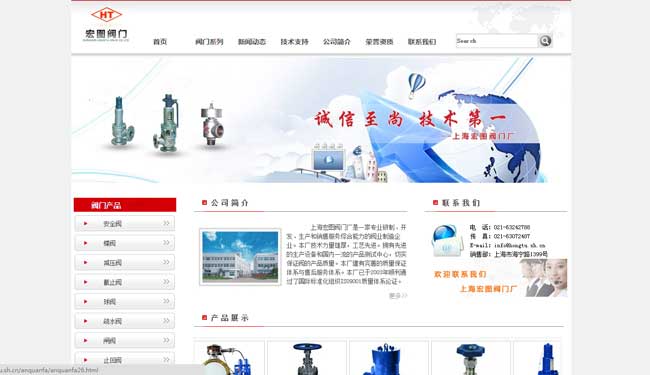 HT
宏图阀门
首页 阀门系列 新闻动态 技术支持 公司简介 荣誉资质 联系我们
Search
诚信至尚 技术第一
上海宏图阀门厂
阀门产品
安全阀
蝶阀
减压阀
截止阀
球阀
疏水阀
闸阀
止回阀
公司简介
上海宏图阀门厂是一家专业研制、开
发、生产和销售服务综合能力的阀业制造企
业。本厂技术力量雄厚，工艺先进。拥有先进
的生产设备和国内一流的产品测试中心。切实
保证阀的产品质量。本厂建有完善的质量保证
体系与售后服务体系。本厂已于2003年顺利通
过了国际标准化组织ISO9001质量体系论证。
更多>>
联系我们
电 话: 021-63242788
传 真: 021-63072487
E-mail: info@hongtu.sh.cn
销售部: 上海市海宁路1399号
欢迎联系我们
上海宏图阀门厂
产品展示
u.sh.cn/anquanfa/anquanfa26.html